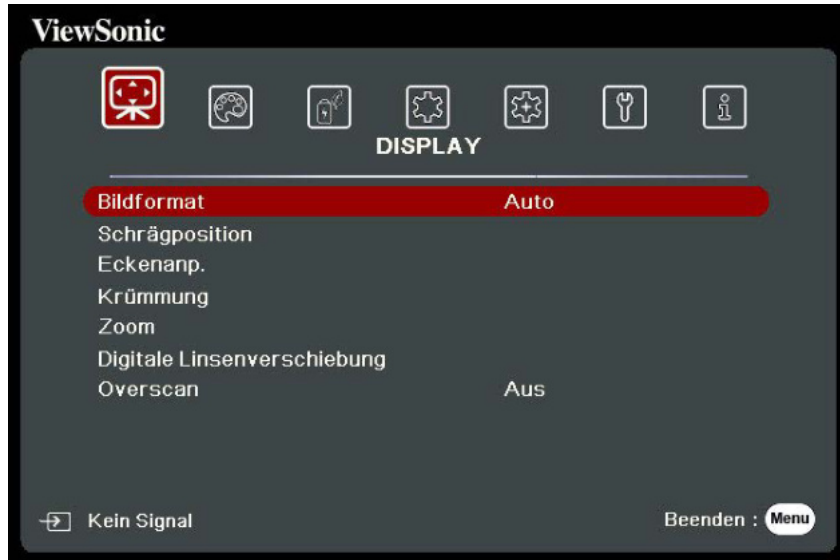 ViewSonic
DISPLAY
Bildformat Auto
Schrägposition
Eckenanp.
Krümmung
Zoom
Digitale Linsenverschiebung
Overscan Aus
Kein Signal Beenden : Menu